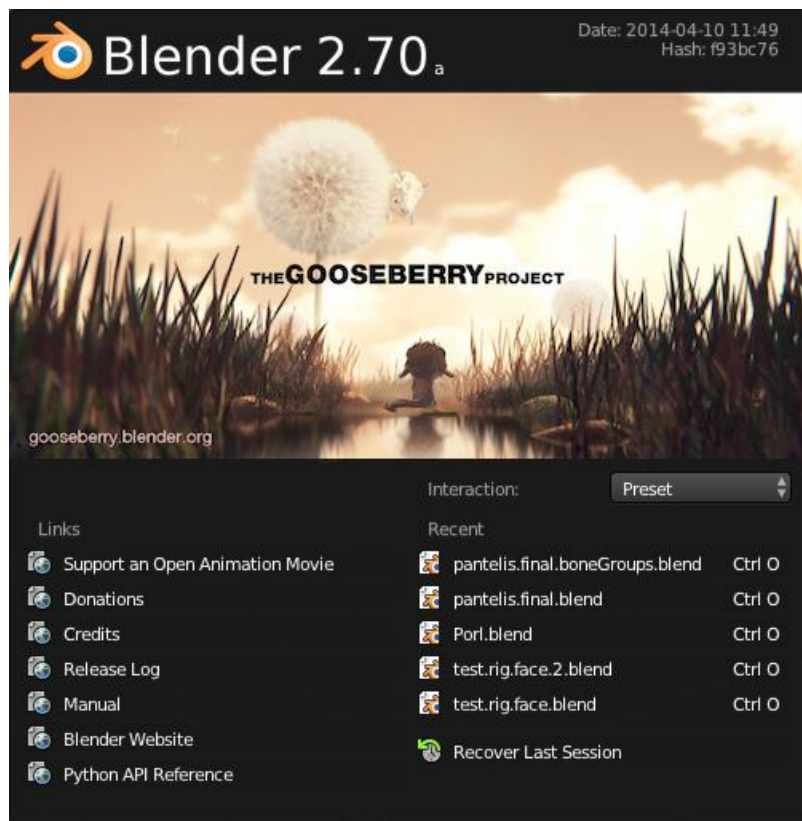 Blender 2.70 a
Date: 2014-04-10 11:49
Hash: f93bc76
THE GOOSEBERRY PROJECT
gooseberry.blender.org
Interaction: Preset
Links
Support an Open Animation Movie
Donations
Credits
Release Log
Manual
Blender Website
Python API Reference
Recent
pantelis.final.boneGroups.blend Ctrl O
pantelis.final.blend Ctrl O
Porl.blend Ctrl O
test.rig.face.2.blend Ctrl O
test.rig.face.blend Ctrl O
Recover Last Session